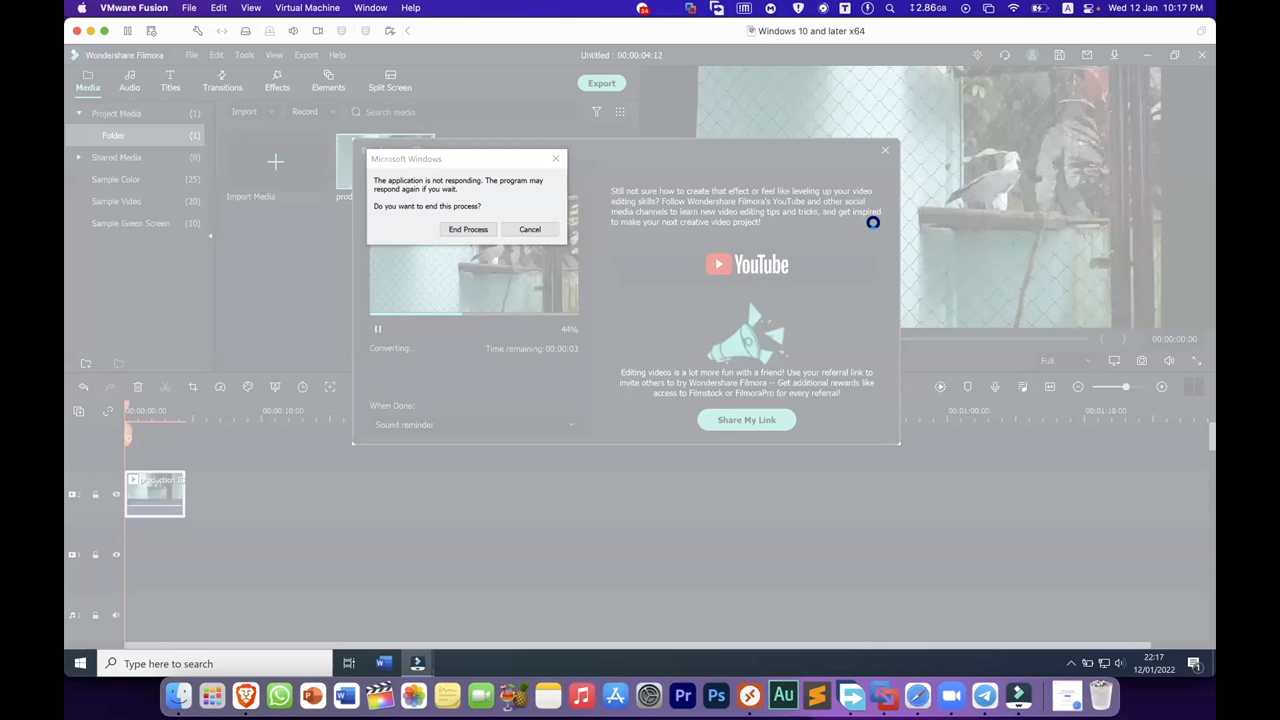 VMware Fusion File Edit View Virtual Machine Window Help 2.86GB A Wed 12 Jan 10:17 PM
Windows 10 and later x64
Wondershare Filmora File Edit Tools View Export Help Untitled : 00:00:04:12
Media Audio Titles Transitions Effects Elements Split Screen Export
Project Media (1)
Folder (1)
Shared Media (0)
Sample Color (25)
Sample Video (201)
Sample Green Screen (10)
Import Record Search media
Import Media
Microsoft Windows
The application is not responding. The program may
respond again if you wait.
Do you want to end this process?
End Process Cancel
44%
Converting... Time remaining: 00:00:03
When Done:
Sound reminder
Still not sure how to create that effect or feel like leveling up your video
editing skills? Follow Wondershare Filmora's YouTube and other social
media channels to learn new video editing tips and tricks, and get inspired
to make your next creative video project!
YouTube
Editing videos is a lot more fun with a friend! Use your referral link to
invite others to try Wondershare Filmora -- Get additional rewards like
access to Filmstock or FilmoraPro for every referral!
Share My Link
00:00:00:00
Full
00:00:00:00 00:00:10:00 00:01:00:00 00:01:10:00
production ID
2
1
1
Type here to search
22:17
12/01/2022
Pr Ps Au